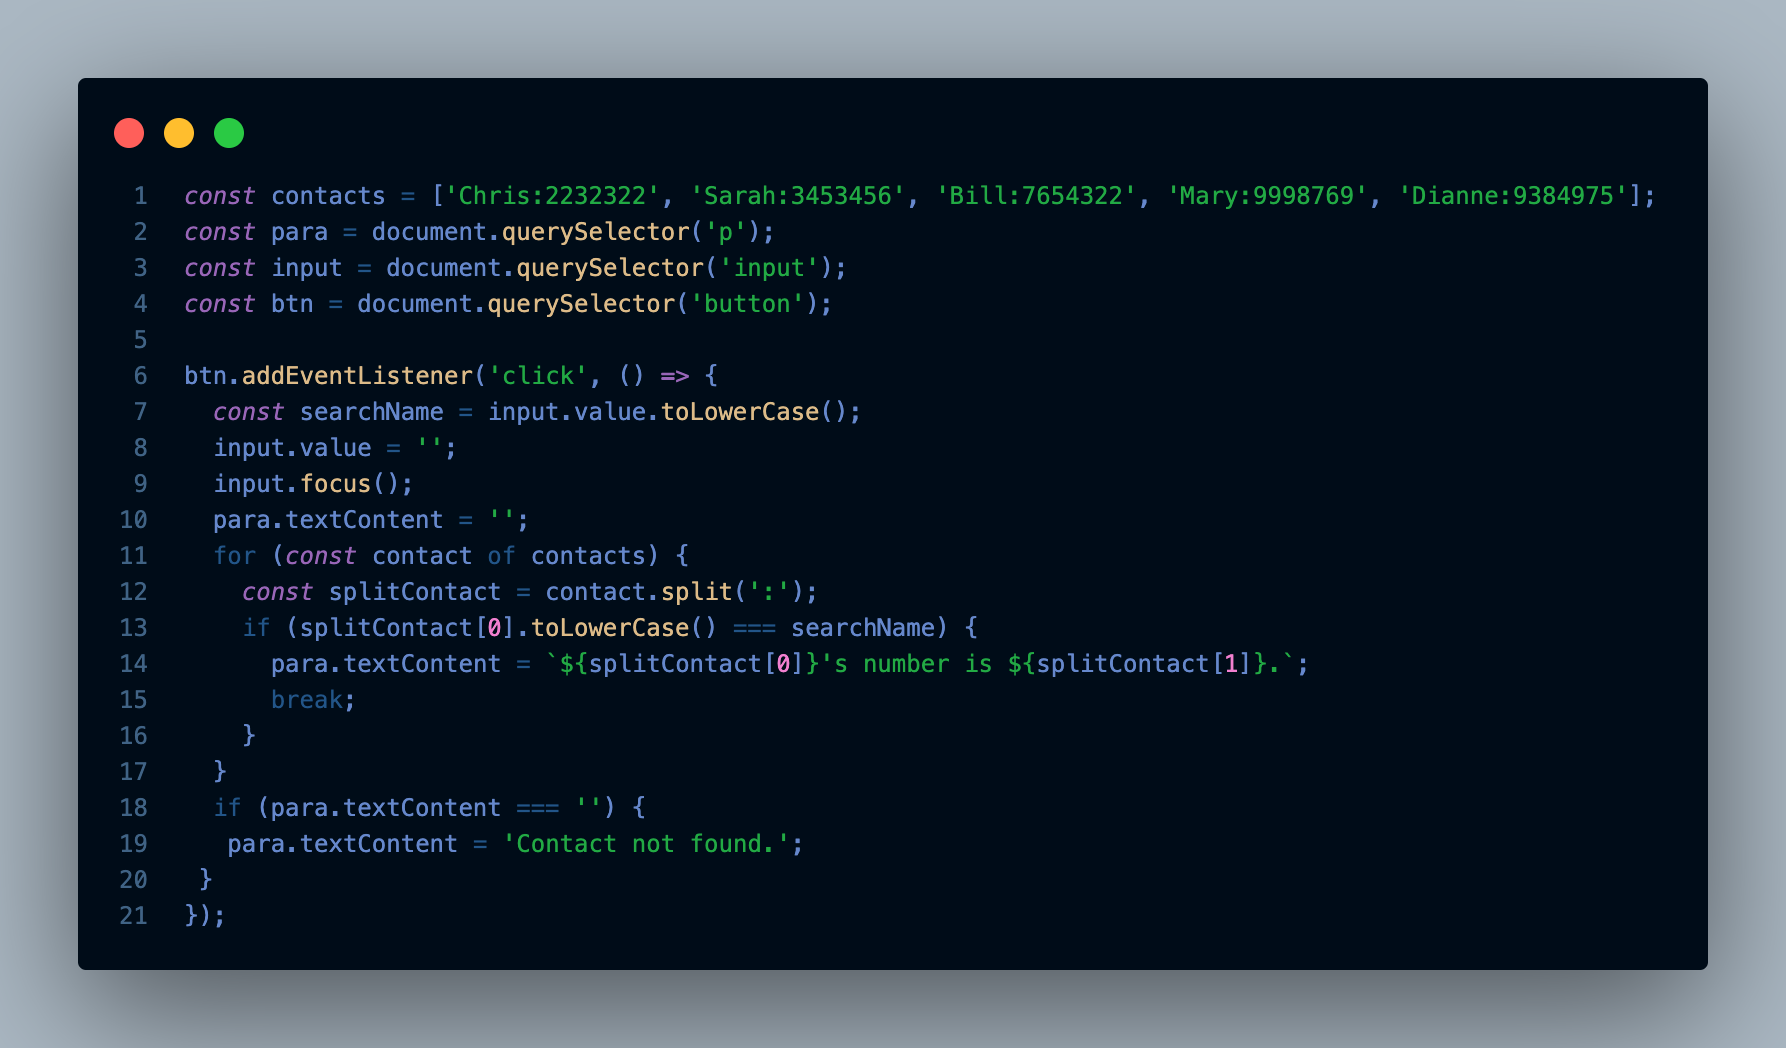 1 const contacts = ['Chris:2232322', 'Sarah:3453456', 'Bill:7654322', 'Mary:9998769', 'Dianne:9384975'];
2 const para = document.querySelector('p');
3 const input = document.querySelector('input');
4 const btn = document.querySelector('button');
5
6 btn.addEventListener('click', () => {
7   const searchName = input.value.toLowerCase();
8   input.value = '';
9   input.focus();
10   para.textContent = '';
11   for (const contact of contacts) {
12     const splitContact = contact.split(':');
13     if (splitContact[0].toLowerCase() === searchName) {
14       para.textContent = `${splitContact[0]}'s number is ${splitContact[1]}.`;
15       break;
16     }
17   }
18   if (para.textContent === '') {
19    para.textContent = 'Contact not found.';
20  }
21 });